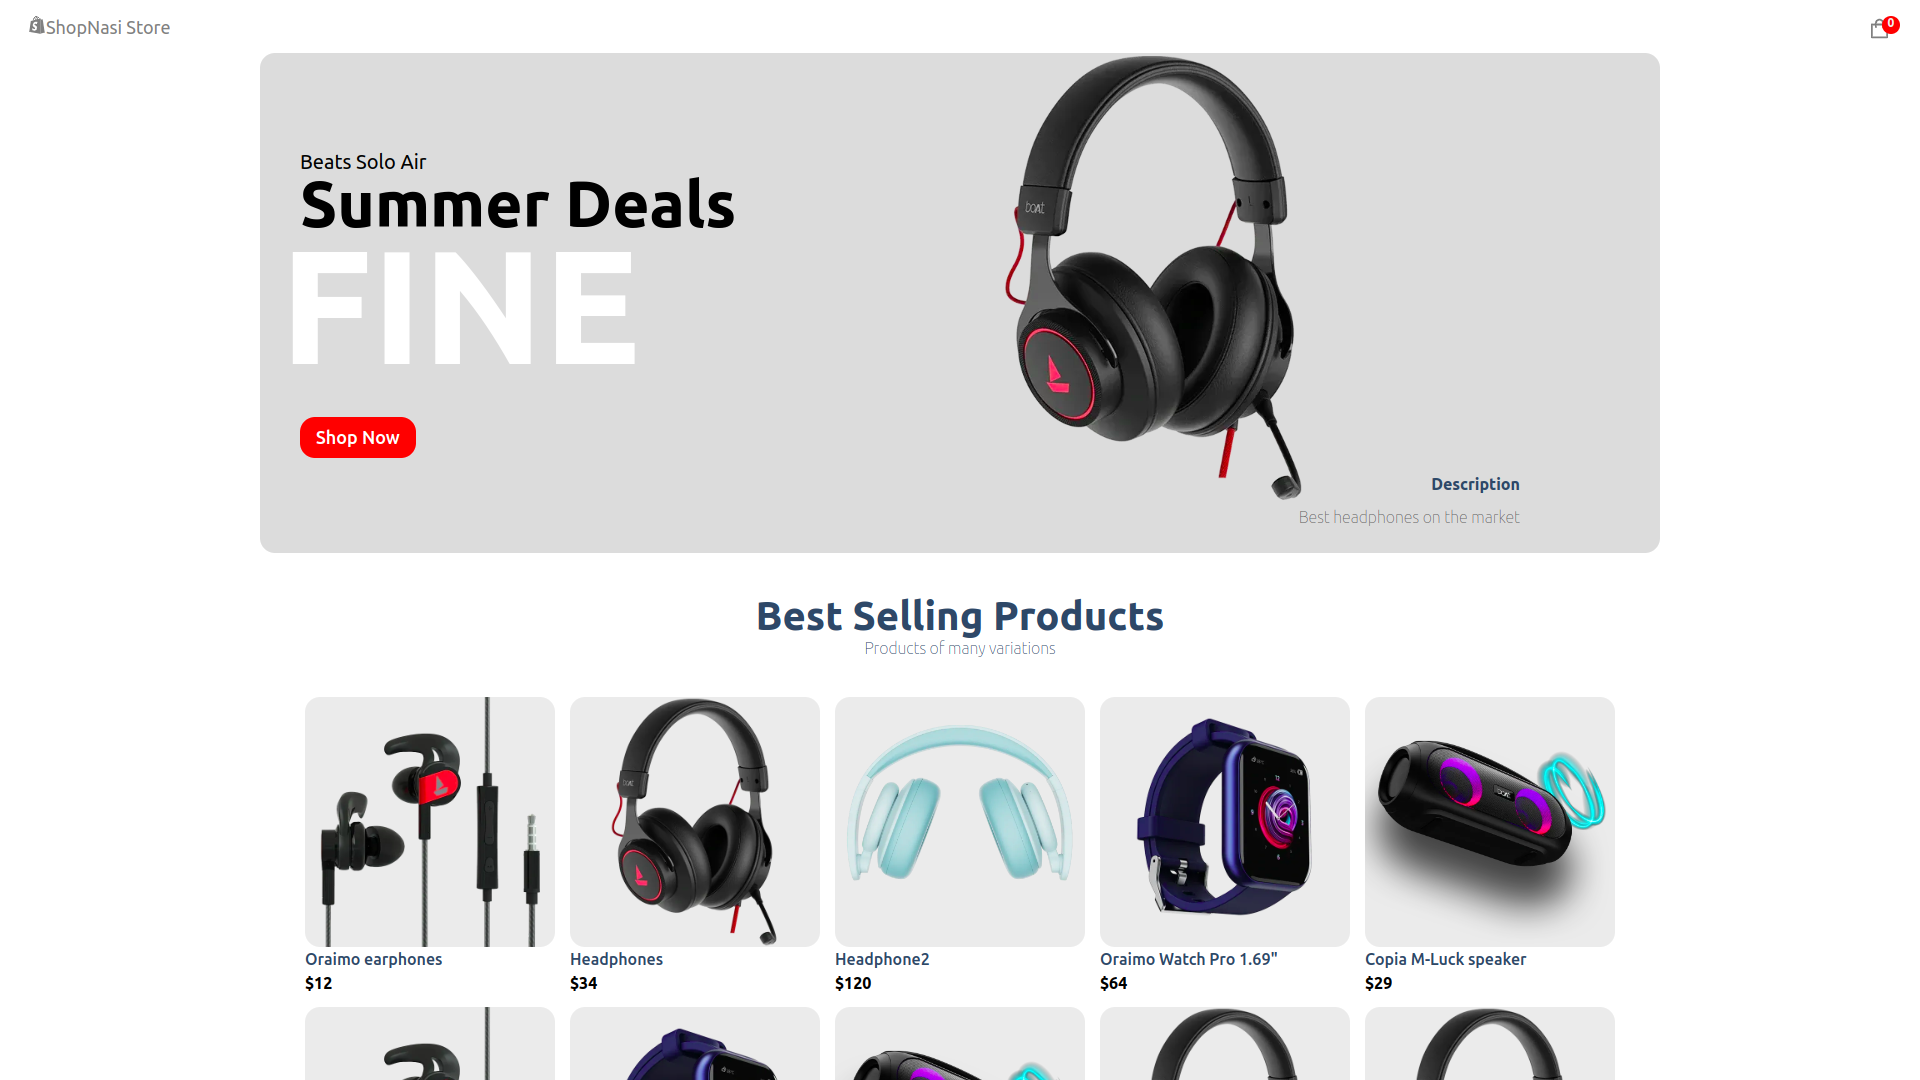 ShopNasi Store
0
Beats Solo Air
Summer Deals
FINE
boat
Shop Now
Description
Best headphones on the market
Best Selling Products
Products of many variations
Oraimo earphones
$12
Headphones
$34
Headphone2
$120
Oraimo Watch Pro 1.69"
$64
Copia M-Luck speaker
$29